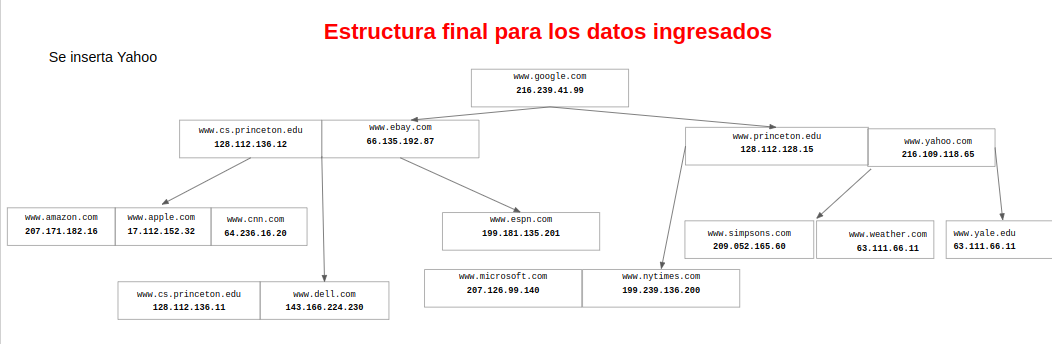 Estructura final para los datos ingresados
Se inserta Yahoo
www.google.com
216.239.41.99
www.cs.princeton.edu
128.112.136.12
www.ebay.com
66.135.192.87
www.princeton.edu
128.112.128.15
www.yahoo.com
216.109.118.65
www.amazon.com
207.171.182.16
www.apple.com
17.112.152.32
www.cnn.com
64.236.16.20
www.espn.com
199.181.135.201
www.simpsons.com
209.052.165.60
www.weather.com
63.111.66.11
www.yale.edu
63.111.66.11
www.cs.princeton.edu
128.112.136.11
www.dell.com
143.166.224.230
www.microsoft.com
207.126.99.140
www.nytimes.com
199.239.136.200